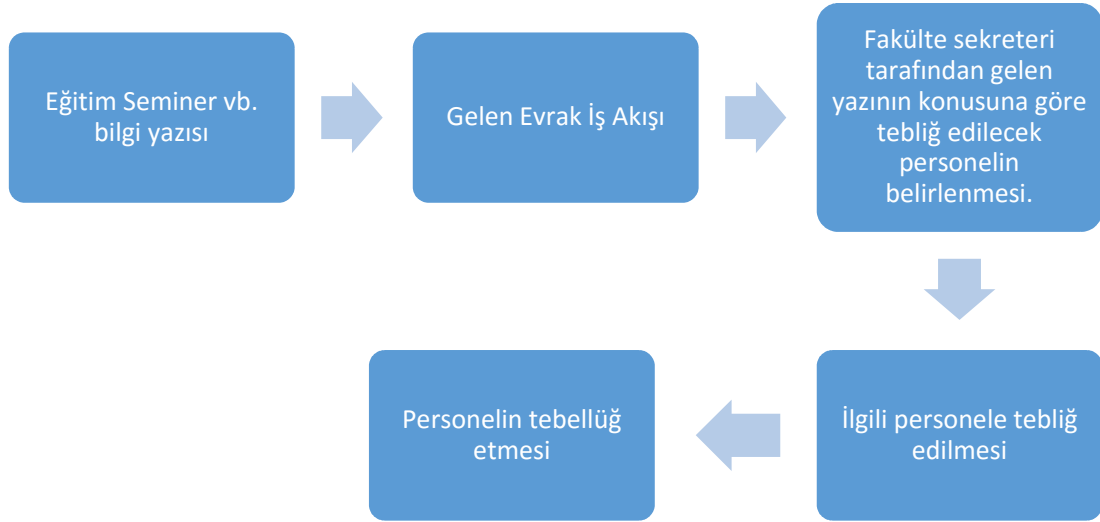 Eğitim Seminer vb.
bilgi yazısı
Gelen Evrak İş Akışı
Fakülte sekreteri
tarafından gelen
yazının konusuna göre
tebliğ edilecek
personelin
belirlenmesi.
İlgili personele tebliğ
edilmesi
Personelin tebellüğ
etmesi